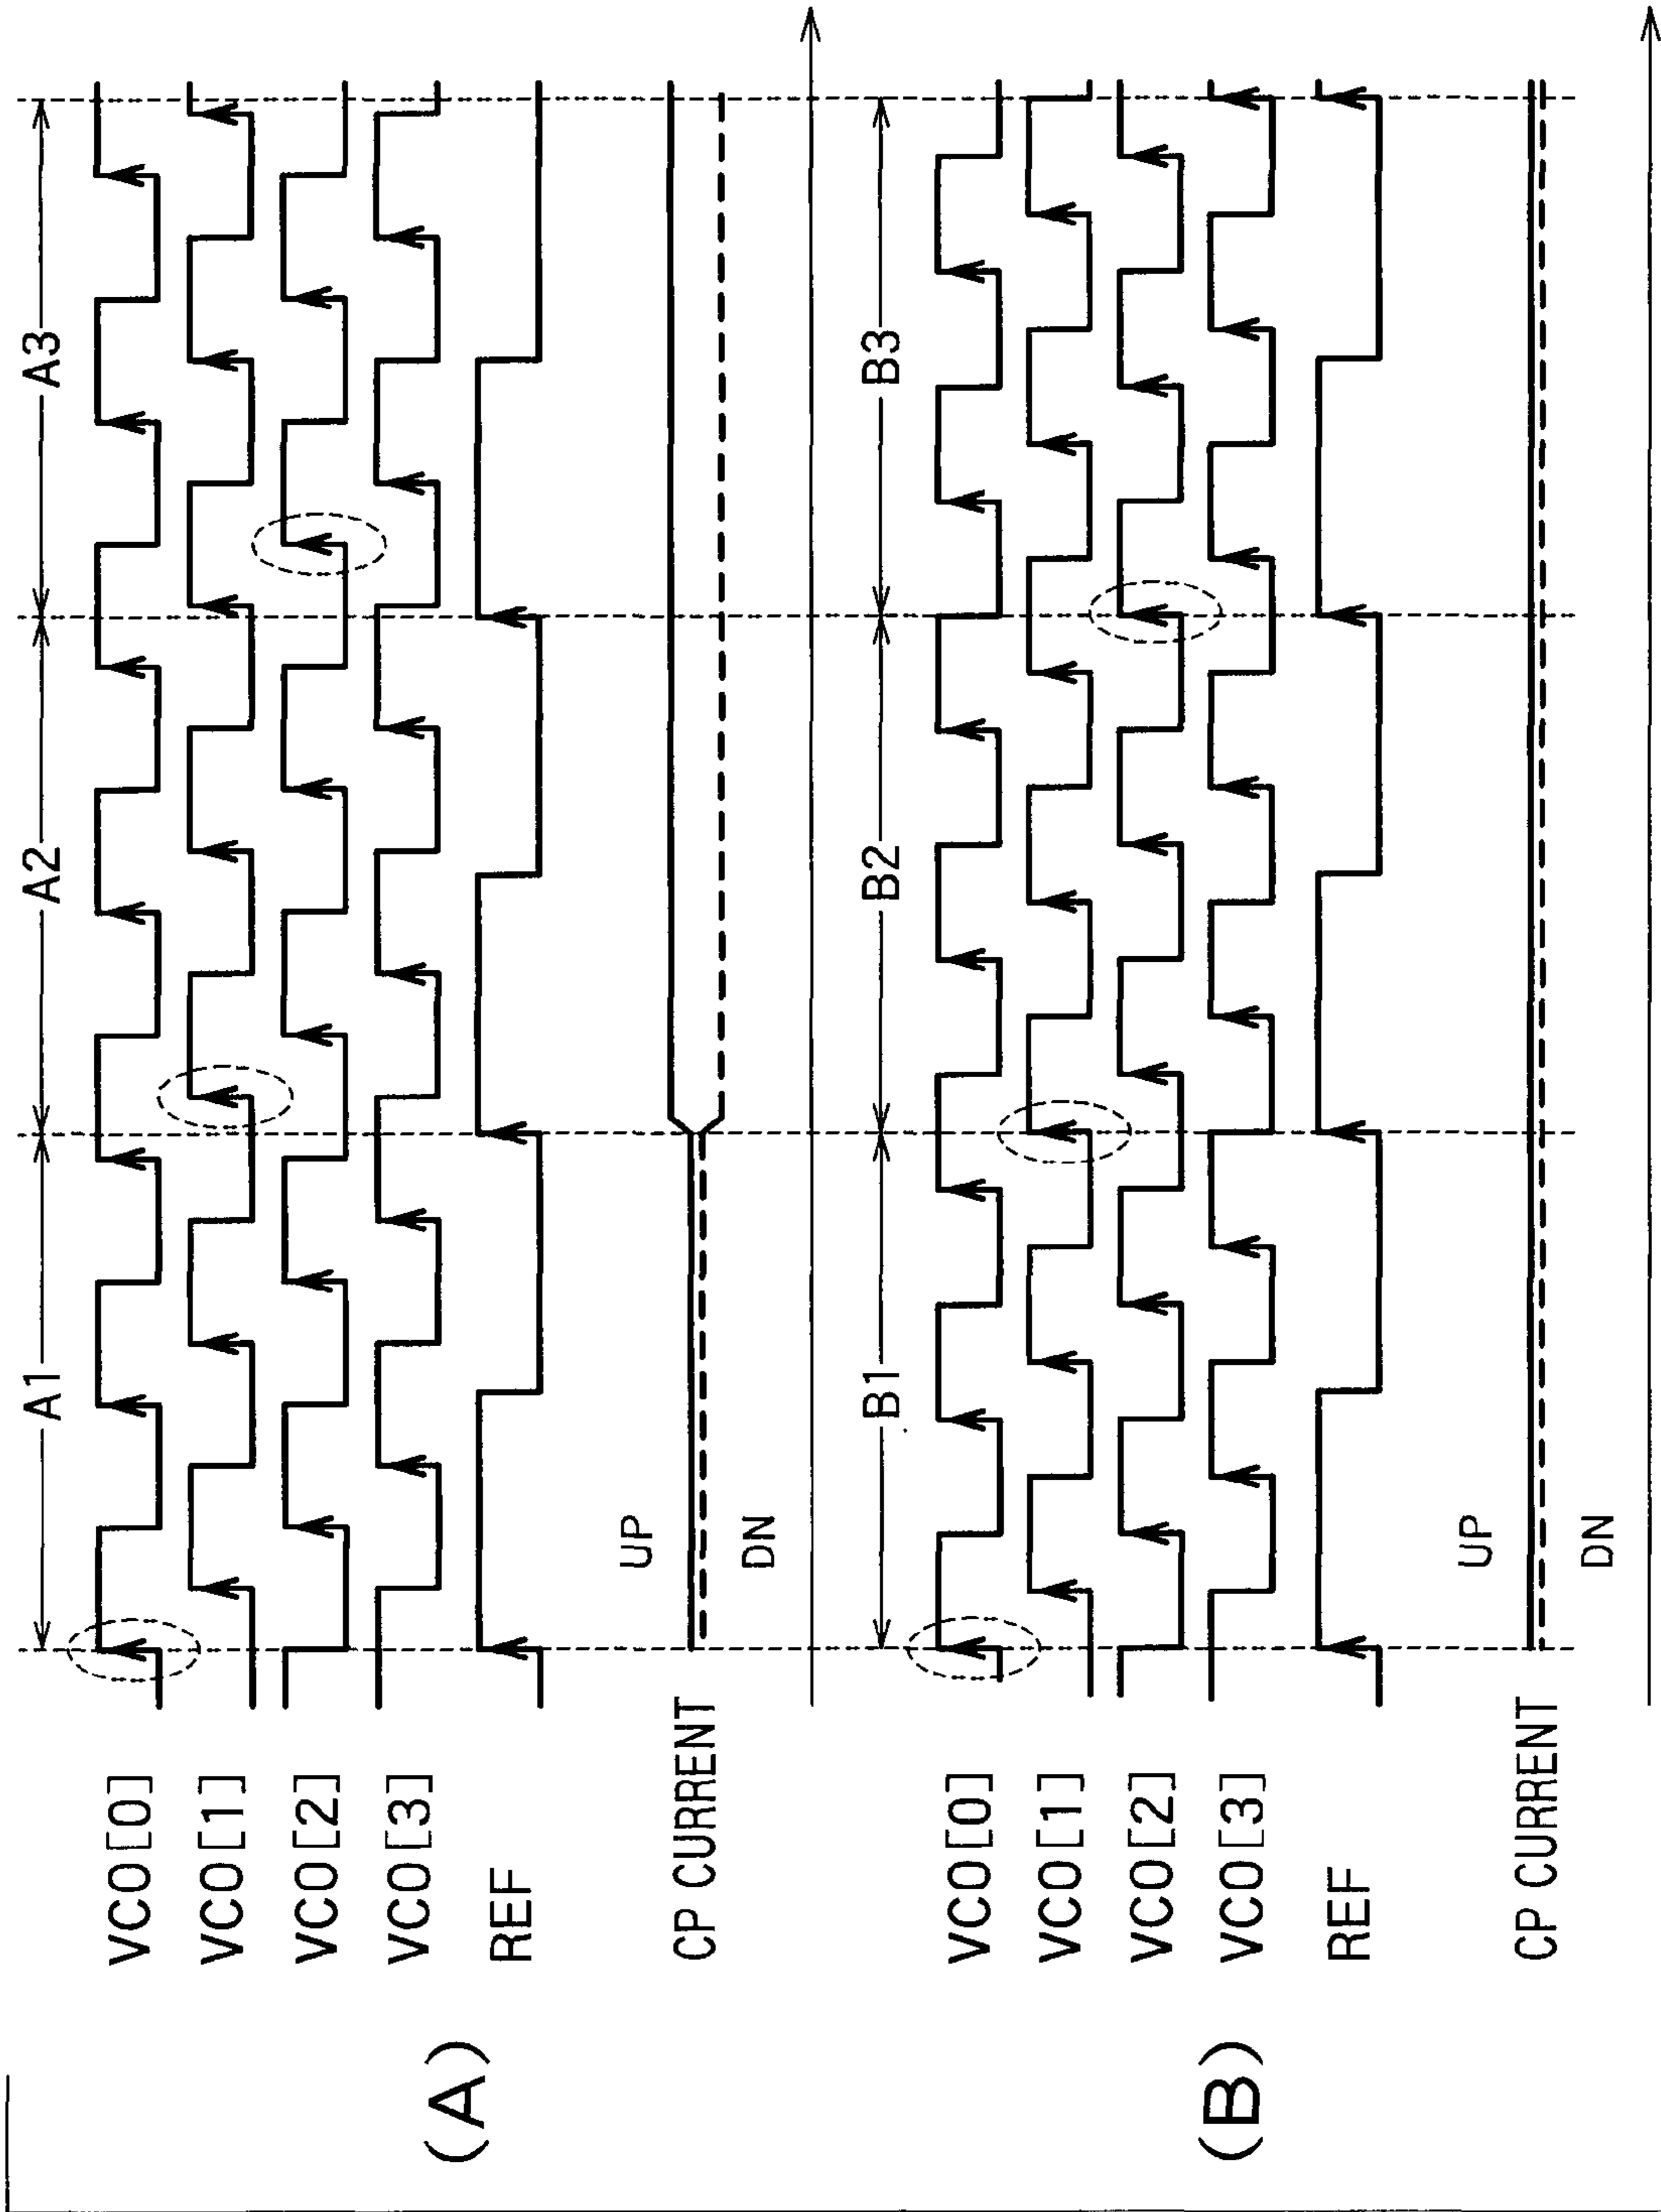 (A)
A1
A2
A3
VCO[0]
VCO[1]
VCO[2]
VCO[3]
REF
UP
CP CURRENT
DN
(B)
B1
B2
B3
VCO[0]
VCO[1]
VCO[2]
VCO[3]
REF
UP
CP CURRENT
DN